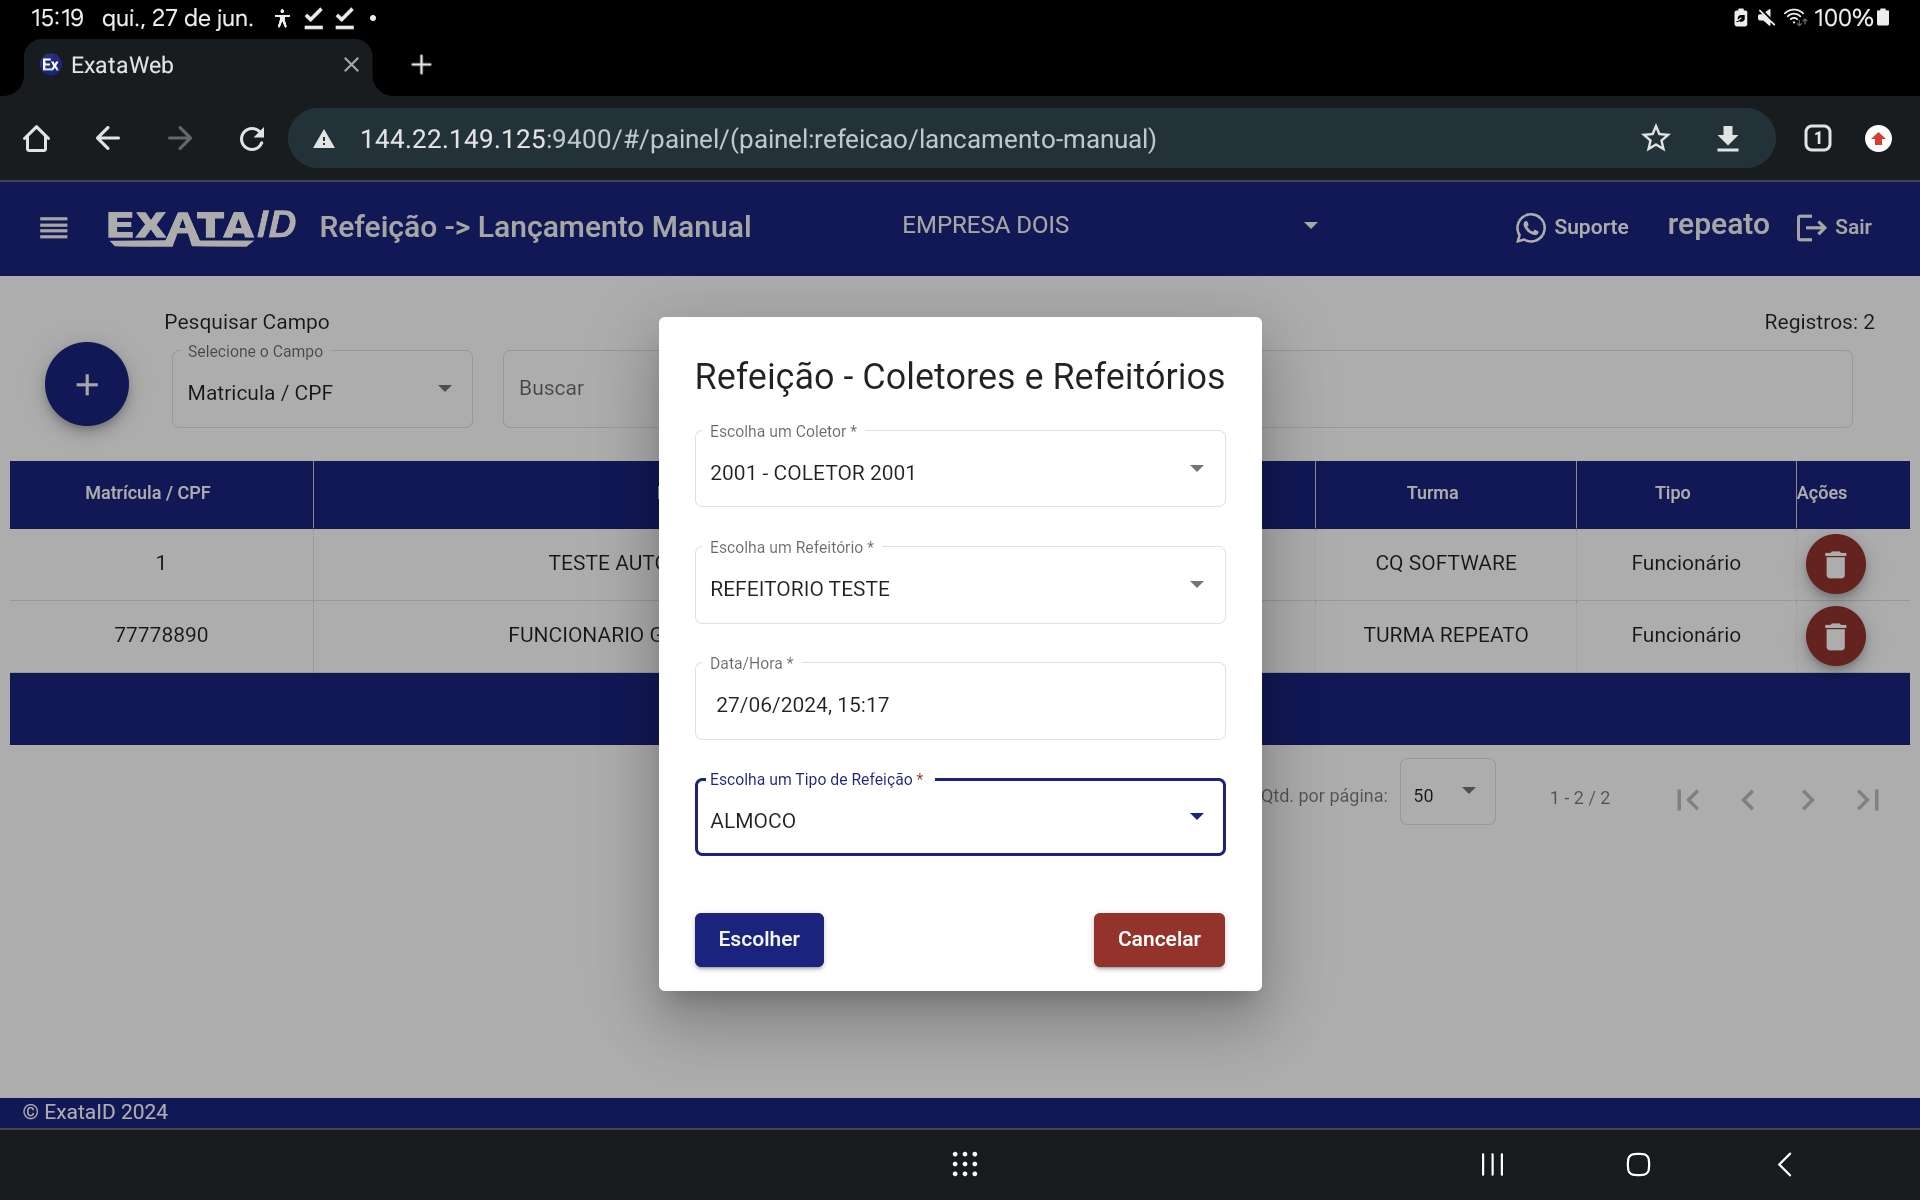 15:19 qui., 27 de jun. 100%
Ex ExataWeb
144.22.149.125:9400/#/painel/(painel:refeicao/lancamento-manual) 1
EXATAID Refeição -> Lançamento Manual EMPRESA DOIS Suporte repeato Sair
Pesquisar Campo Registros: 2
Selecione o Campo
Matricula / CPF Buscar
Refeição - Coletores e Refeitórios
Escolha um Coletor *
2001 - COLETOR 2001
Escolha um Refeitório *
REFEITORIO TESTE
Data/Hora *
27/06/2024, 15:17
Escolha um Tipo de Refeição *
ALMOCO
Escolher Cancelar
Matrícula / CPF Turma Tipo Ações
1 TESTE CQ SOFTWARE Funcionário
77778890 FUNCIONARIO TURMA REPEATO Funcionário
Qtd. por página: 50 1 - 2 / 2
© ExataID 2024